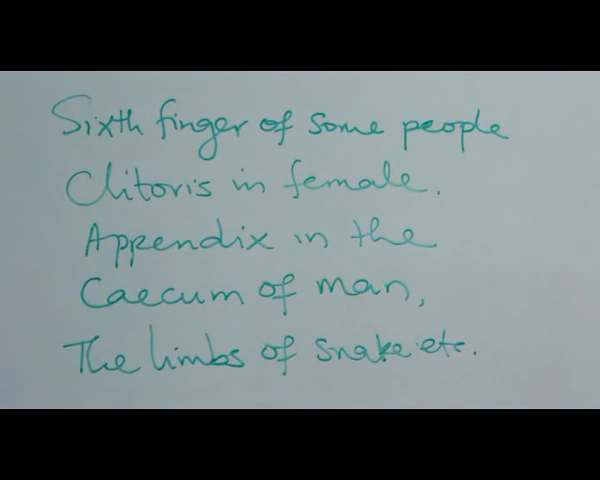 Sixth finger of some people
Clitoris in female.
Appendix in the
Caecum of man,
The limbs of snake etc.